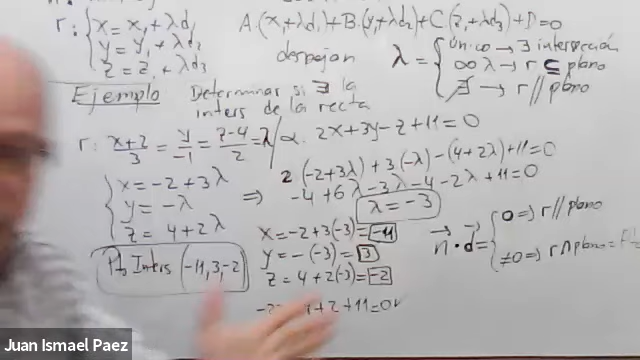 r: { x = x₁ + λd₁
y = y₁ + λd₂
z = z₁ + λd₃
A.(x₁+λd₁)+B.(y₁+λd₂)+C.(z₁+λd₃)+D=0
despejar
λ = { único → ∃ intersección
∞ λ → r ⊆ plano
∄ → r // plano
Ejemplo Determinar si ∃ la
inters de la recta
r: x+2/3 = y/-1 = z-4/2 = λ / α: 2x+3y-z+11=0
{ x = -2+3λ
y = -λ
z = 4+2λ
⇒ 2(-2+3λ)+3(-λ)-(4+2λ)+11=0
-4+6λ-3λ-4-2λ+11=0
λ=-3
x = -2+3(-3) = -11
y = -(-3) = 3
z = 4+2(-3) = -2
Pto Inters (-11,3,-2)
+2+11=0
n · d = { 0 ⇒ r // plano
≠0 ⇒ r ∩ plano =
Juan Ismael Paez